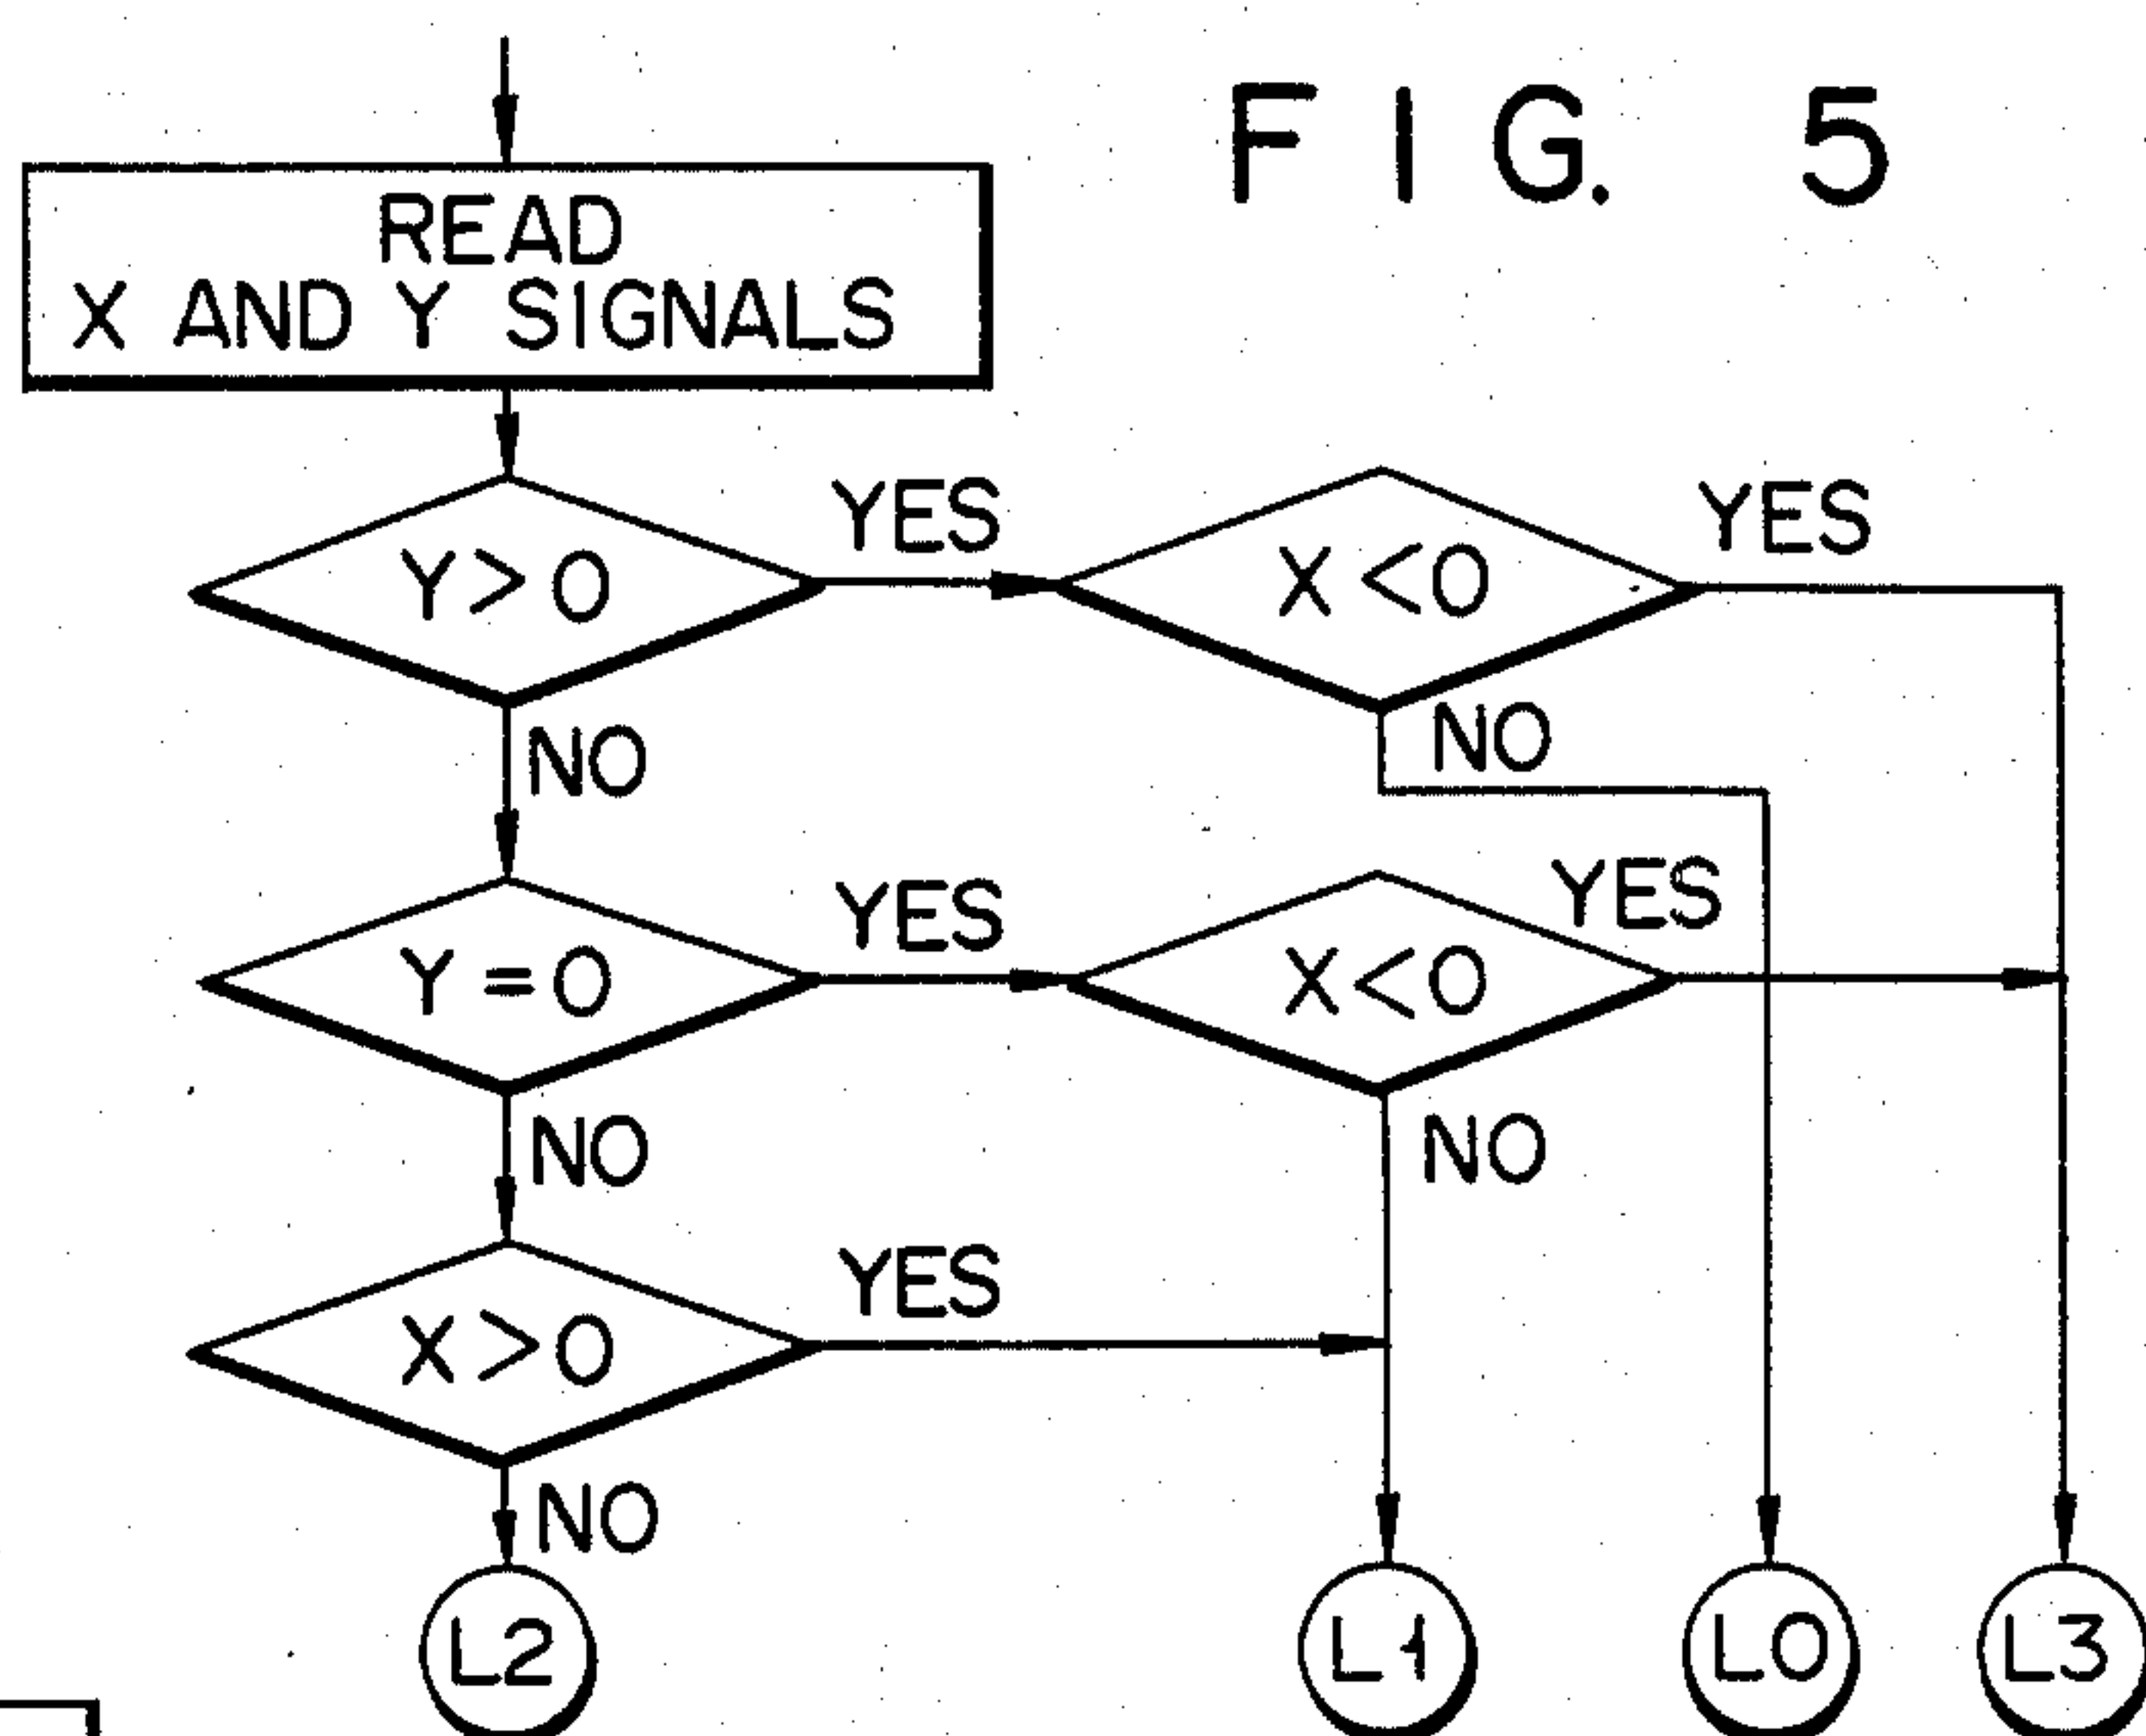 FIG. 5
READ
X AND Y SIGNALS
Y>0
YES
X<0
YES
NO
NO
Y=0
YES
X<0
YES
NO
NO
X>0
YES
NO
L2
L1
L0
L3